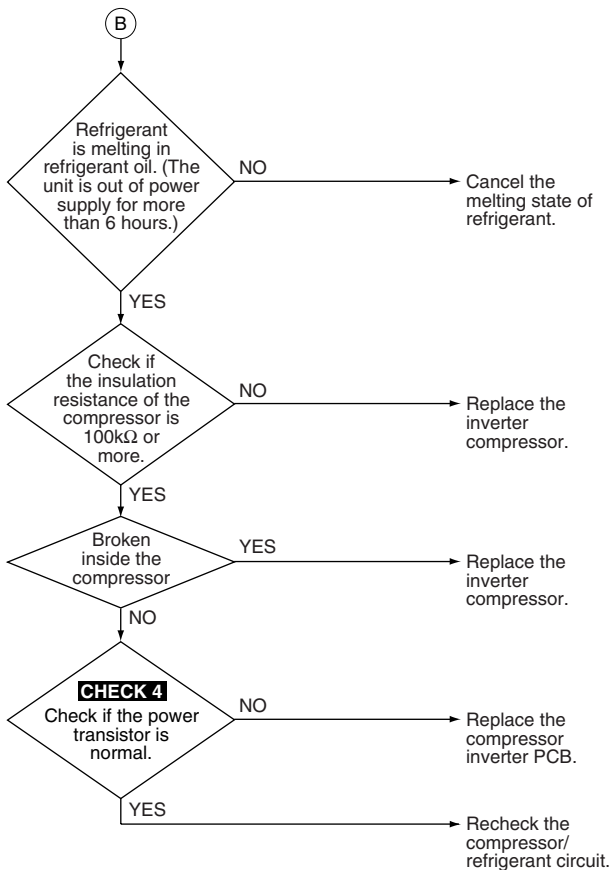 B
Refrigerant
is melting in
refrigerant oil. (The
unit is out of power
supply for more
than 6 hours.)
NO
Cancel the
melting state of
refrigerant.
YES
Check if
the insulation
resistance of the
compressor is
100kΩ or
more.
NO
Replace the
inverter
compressor.
YES
Broken
inside the
compressor
YES
Replace the
inverter
compressor.
NO
CHECK 4
Check if the power
transistor is
normal.
NO
Replace the
compressor
inverter PCB.
YES
Recheck the
compressor/
refrigerant circuit.